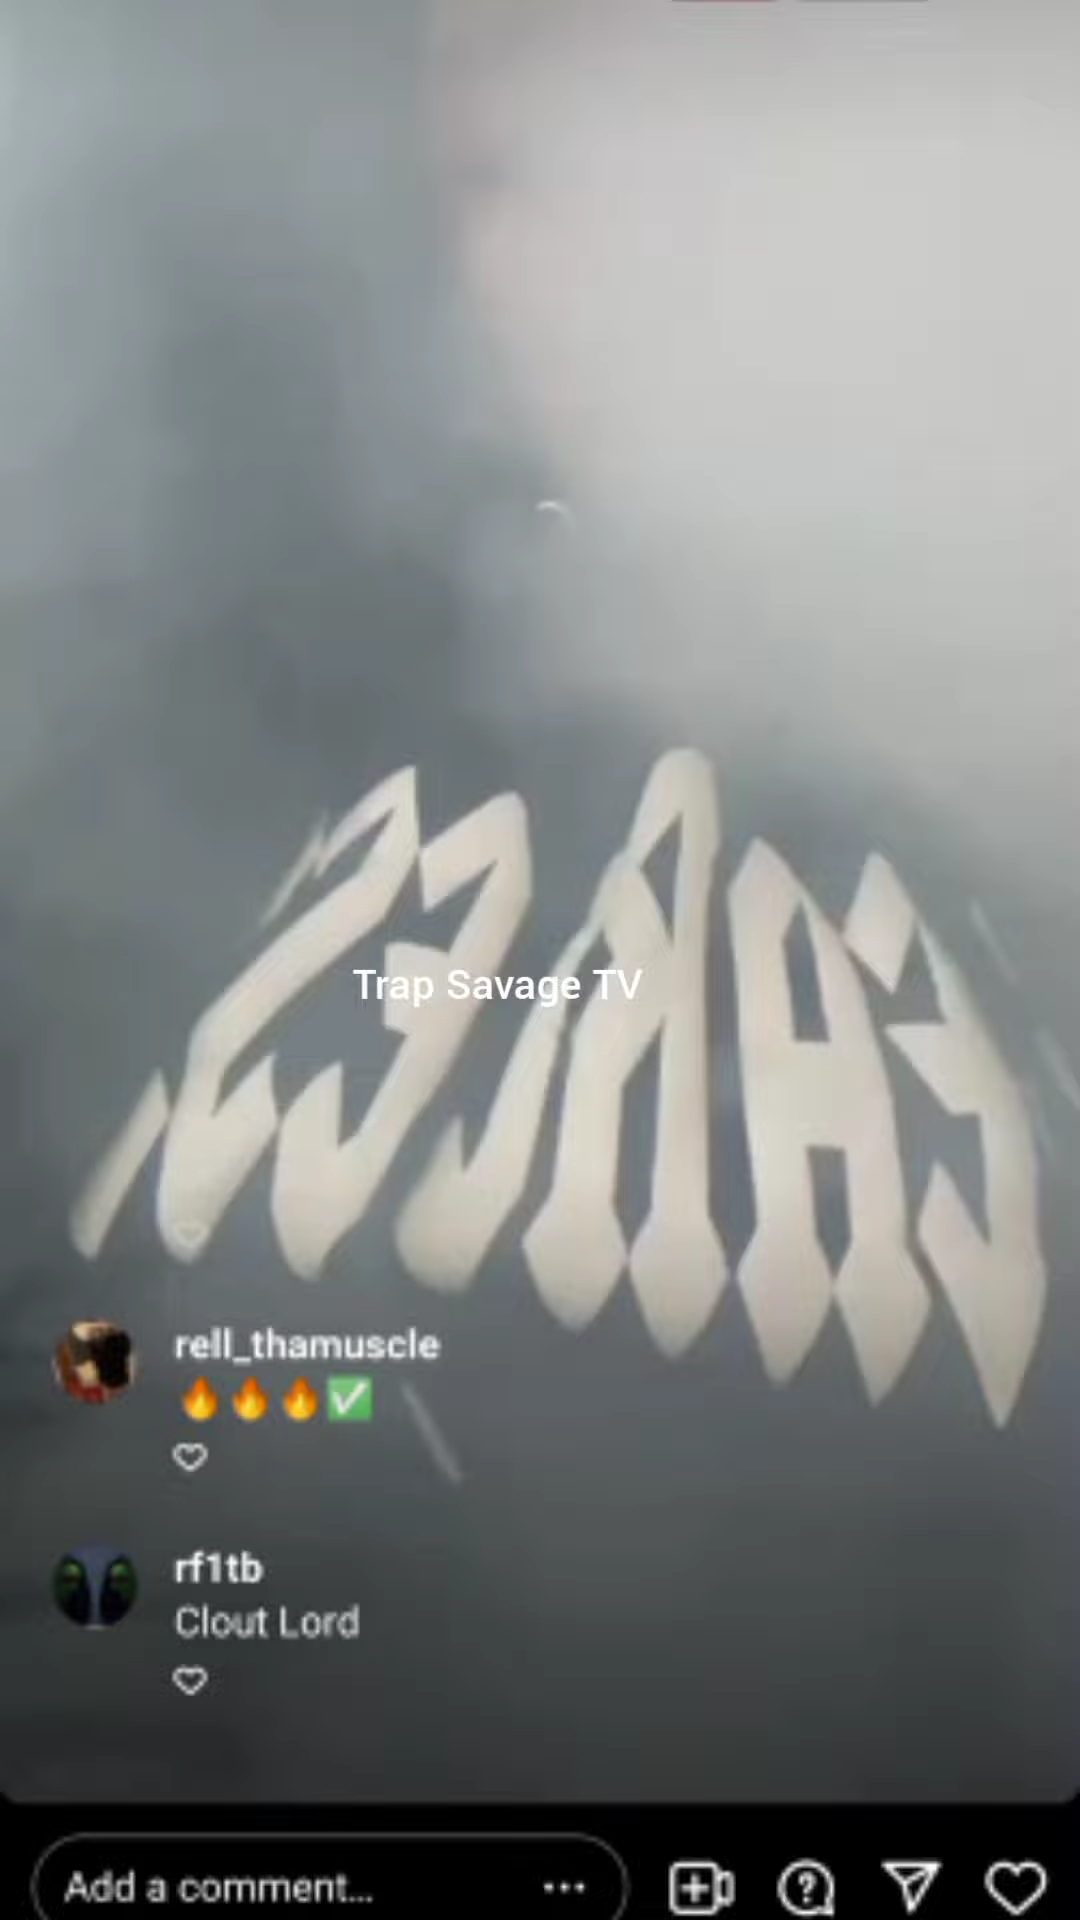 Trap Savage TV
rell_thamuscle
🔥🔥🔥✅
rf1tb
Clout Lord
Add a comment...